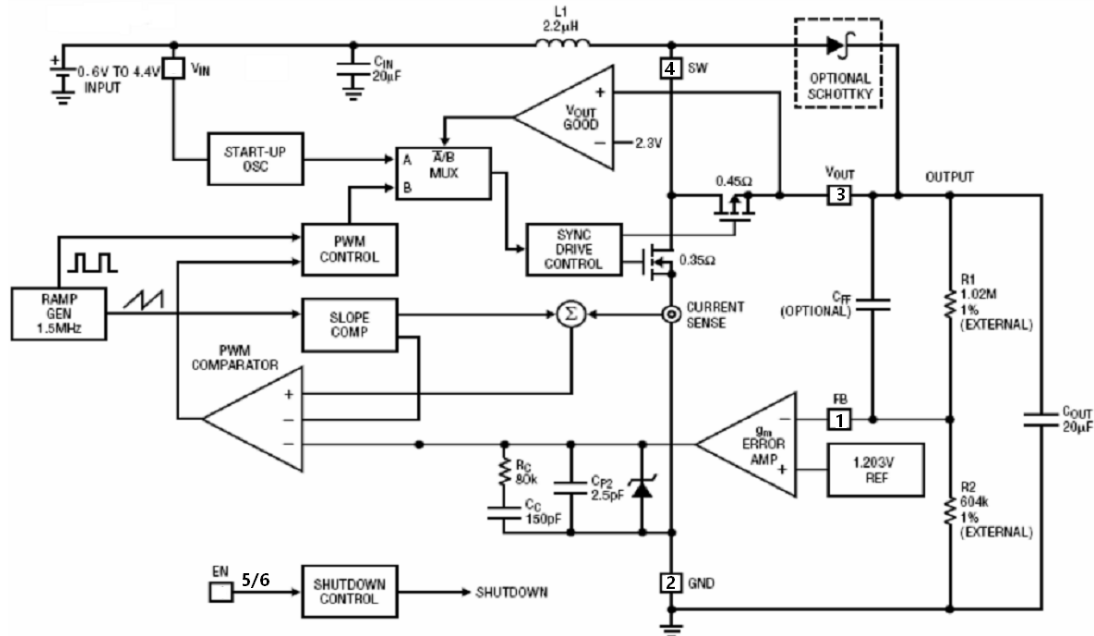 L1
2.2μH
4
SW
OPTIONAL
SCHOTTKY
+
0.6V TO 4.4V
INPUT
VIN
CIN
20μF
+
VOUT
GOOD
−
2.3V
START-UP
OSC
A
B
A/B
MUX
0.45Ω
VOUT
3
OUTPUT
PWM
CONTROL
SYNC
DRIVE
CONTROL
0.35Ω
RAMP
GEN
1.5MHz
SLOPE
COMP
Σ
CURRENT
SENSE
CFF
(OPTIONAL)
R1
1.02M
1%
(EXTERNAL)
PWM
COMPARATOR
+
−
−
FB
1
−
gm
ERROR
AMP
+
1.203V
REF
COUT
20μF
RC
80k
CC
150pF
CP2
2.5pF
R2
604k
1%
(EXTERNAL)
EN
5/6
SHUTDOWN
CONTROL
SHUTDOWN
2
GND